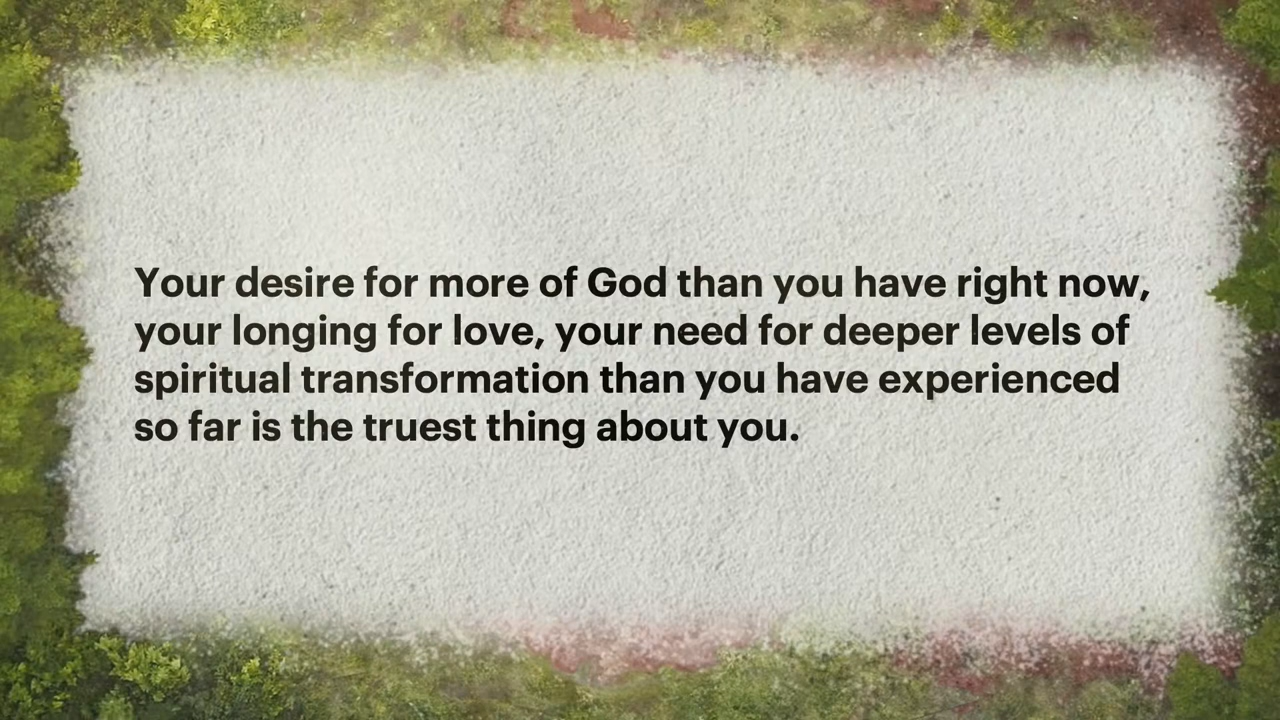 Your desire for more of God than you have right now,
your longing for love, your need for deeper levels of
spiritual transformation than you have experienced
so far is the truest thing about you.